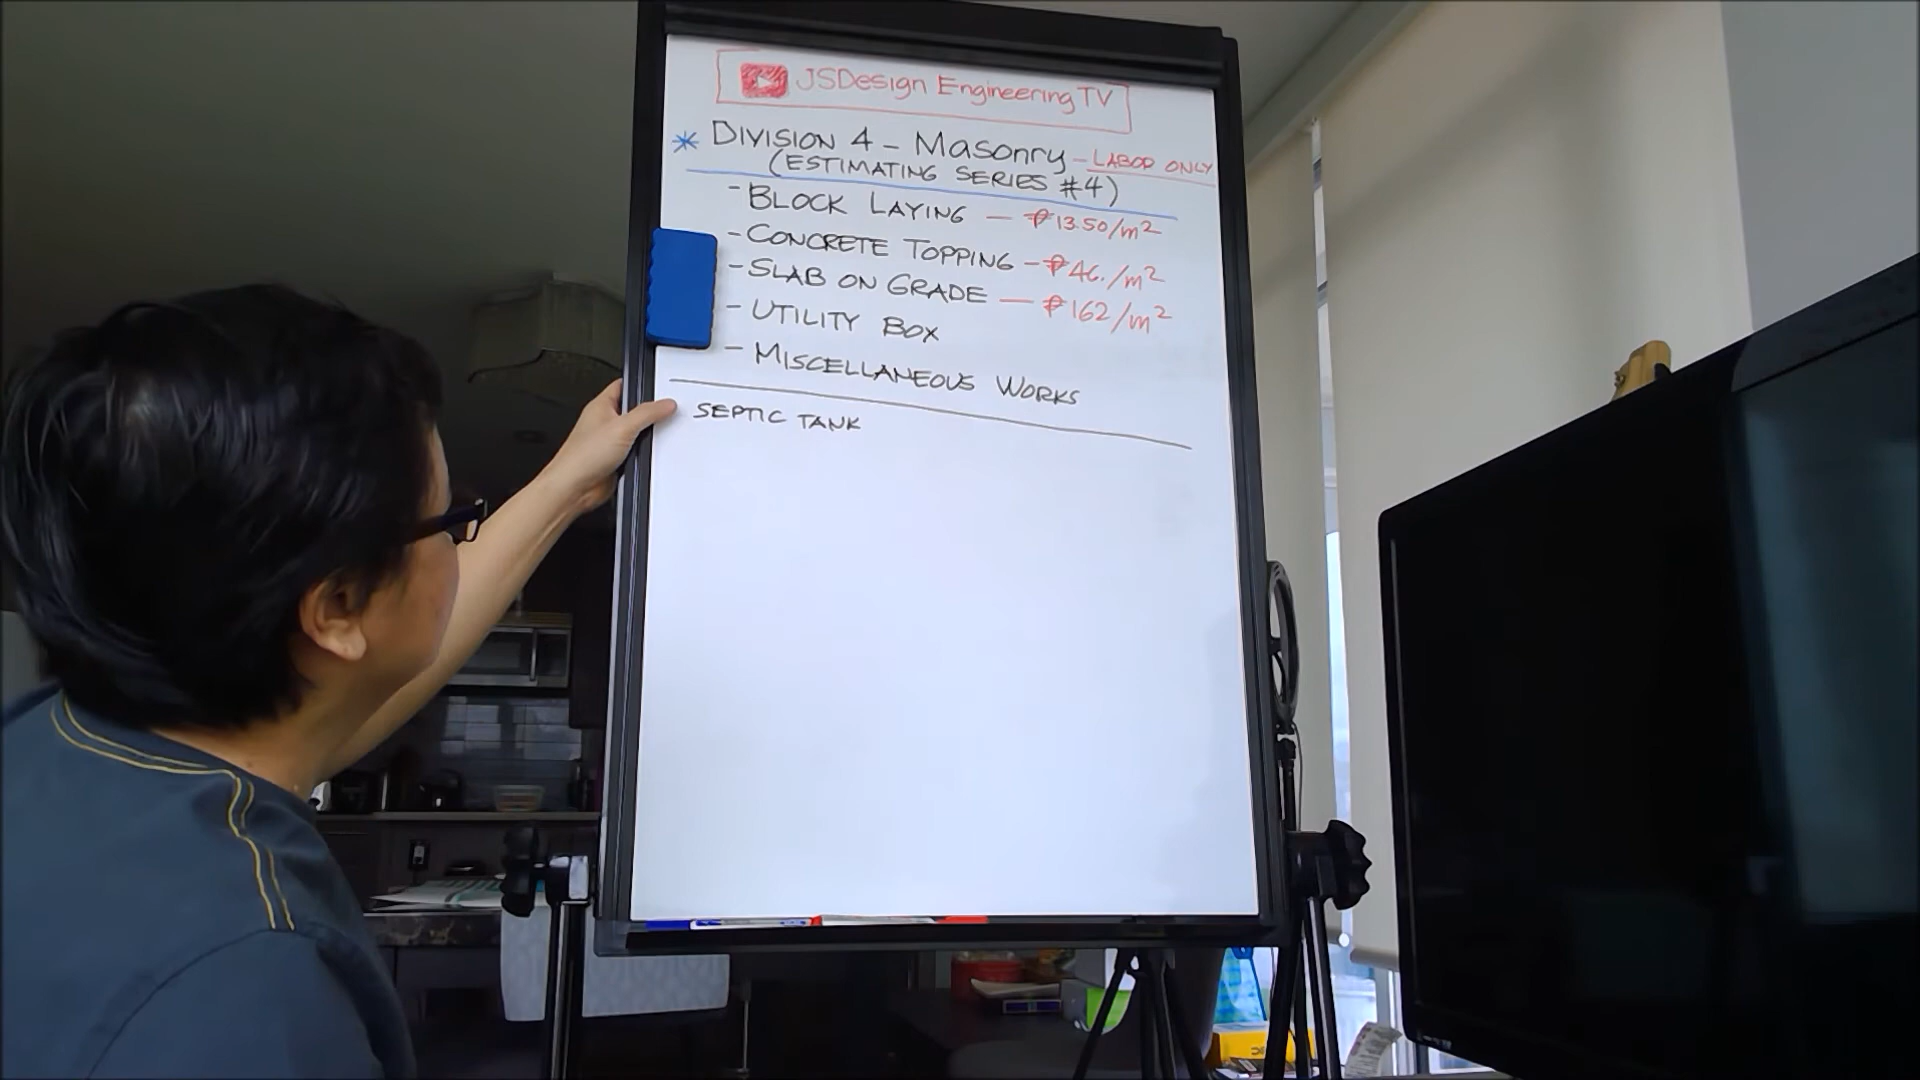 JSDesign Engineering TV
* DIVISION 4 - Masonry - LABOR ONLY
(ESTIMATING SERIES #4)
- BLOCK LAYING — ₱13.50/m²
- CONCRETE TOPPING - ₱46./m²
- SLAB ON GRADE — ₱162/m²
- UTILITY BOX
- MISCELLANEOUS WORKS
SEPTIC TANK